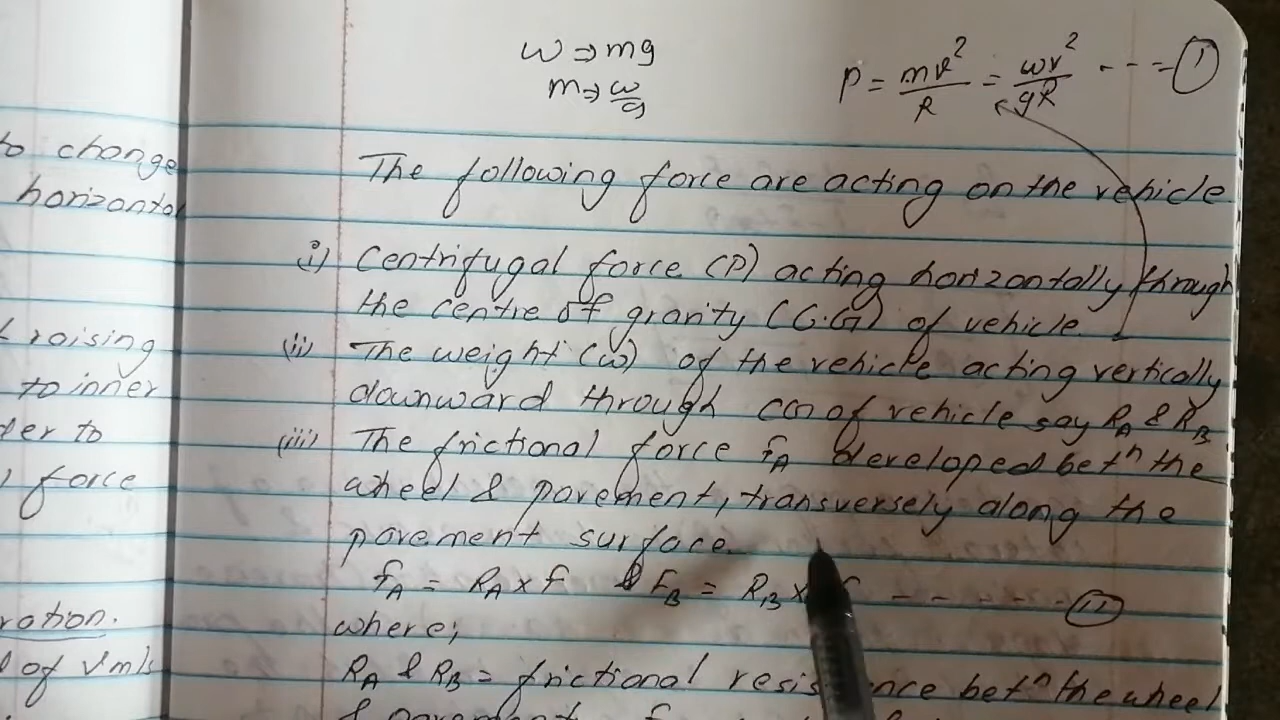 to change
horizontal
raising
to inner
der to
force
ration.
of V m/s
w ⇒ mg
m ⇒ w/g
P = mv²/R = wv²/gR - - - - ①
The following force are acting on the vehicle
i) Centrifugal force (P) acting horizontally through
the centre of gravity (C.G) of vehicle.
(ii) The weight (w) of the vehicle acting vertically
downward through CG of vehicle say RA & RB
(iii) The frictional force fA developed betⁿ the
wheel & pavement, transversely along the
pavement surface.
fA = RA x f & FB = RB x f - - - - - - ⑪
where;
RA & RB = frictional resis nce betⁿ the wheel
& pavement